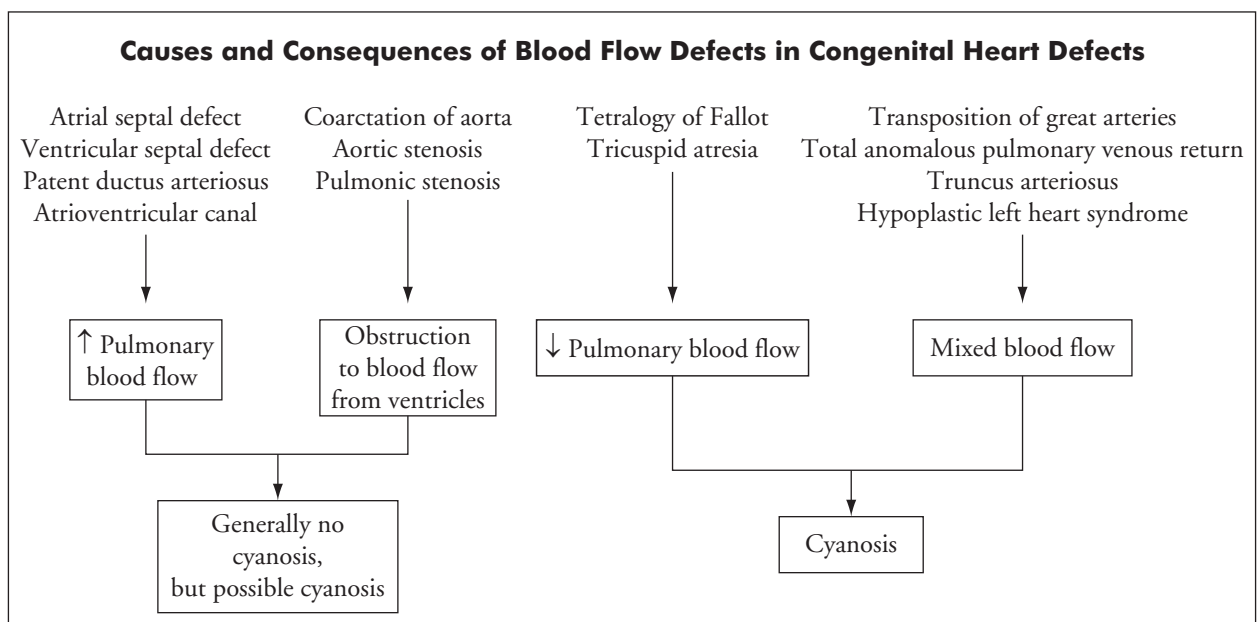 Causes and Consequences of Blood Flow Defects in Congenital Heart Defects
Atrial septal defect
Ventricular septal defect
Patent ductus arteriosus
Atrioventricular canal
Coarctation of aorta
Aortic stenosis
Pulmonic stenosis
Tetralogy of Fallot
Tricuspid atresia
Transposition of great arteries
Total anomalous pulmonary venous return
Truncus arteriosus
Hypoplastic left heart syndrome
↑ Pulmonary
blood flow
Obstruction
to blood flow
from ventricles
↓ Pulmonary blood flow
Mixed blood flow
Generally no
cyanosis,
but possible cyanosis
Cyanosis